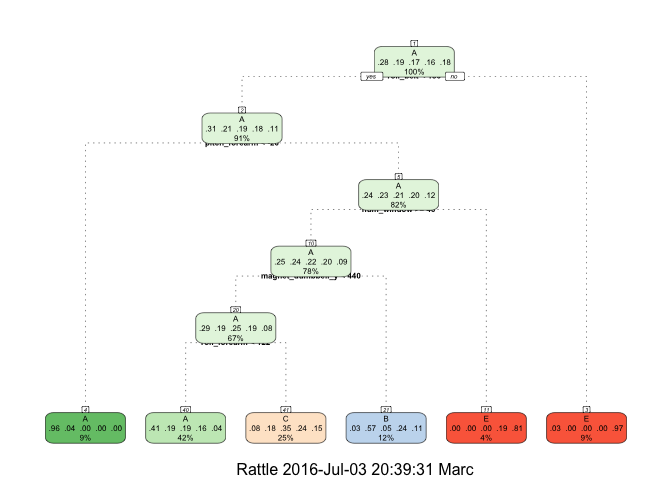 1
A
.28 .19 .17 .16 .18
100%
yes
no
2
A
.31 .21 .19 .18 .11
91%
5
A
.24 .23 .21 .20 .12
82%
10
A
.25 .24 .22 .20 .09
78%
440
20
A
.29 .19 .25 .19 .08
67%
4
A
.96 .04 .00 .00 .00
9%
40
A
.41 .19 .19 .16 .04
42%
41
C
.08 .18 .35 .24 .15
25%
21
B
.03 .57 .05 .24 .11
12%
11
E
.00 .00 .00 .19 .81
4%
3
E
.03 .00 .00 .00 .97
9%
Rattle 2016-Jul-03 20:39:31 Marc